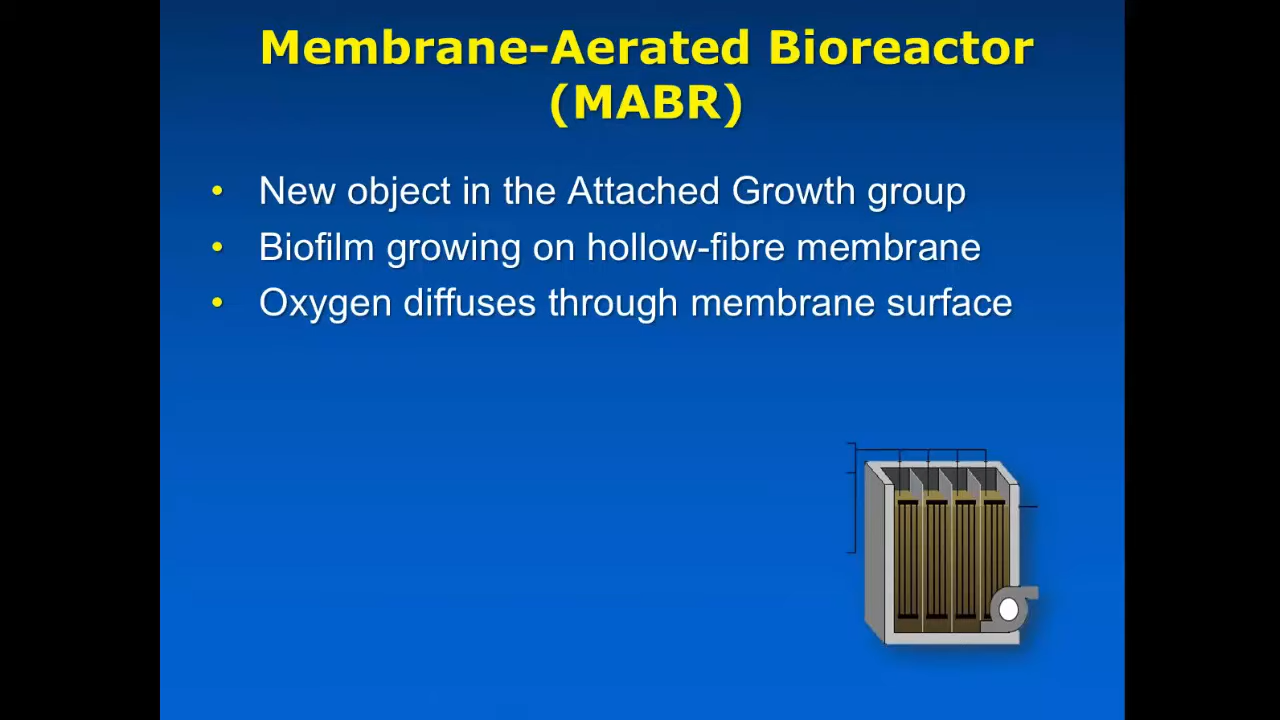 Membrane-Aerated Bioreactor
(MABR)
• New object in the Attached Growth group
• Biofilm growing on hollow-fibre membrane
• Oxygen diffuses through membrane surface